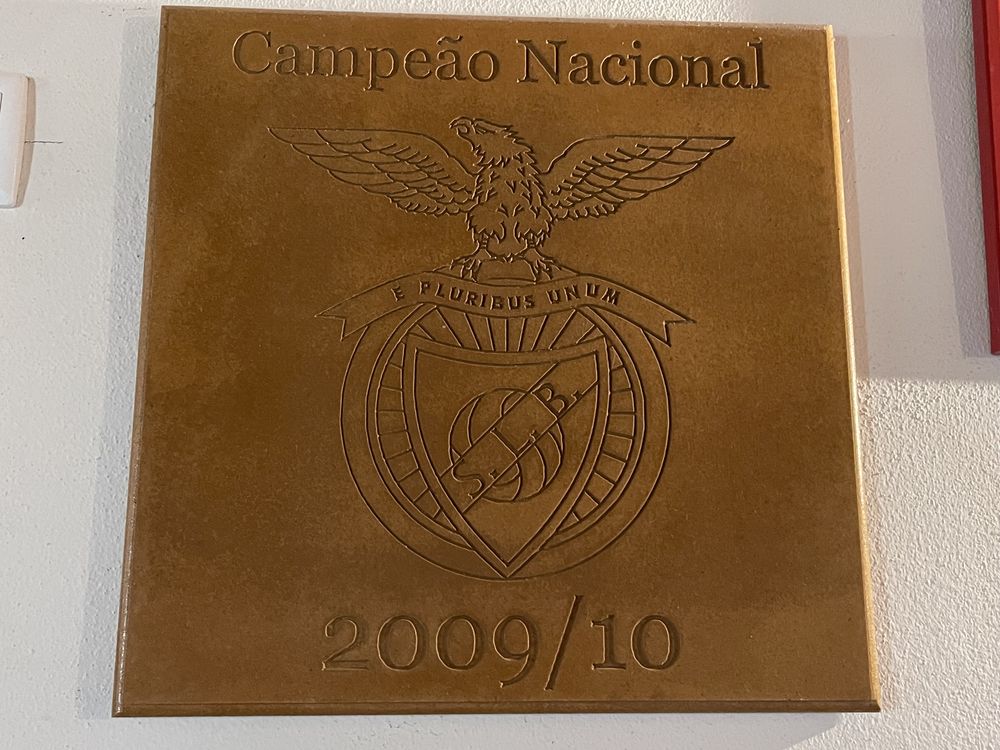 Campeão Nacional
E PLURIBUS UNUM
S.L.B.
2009/10